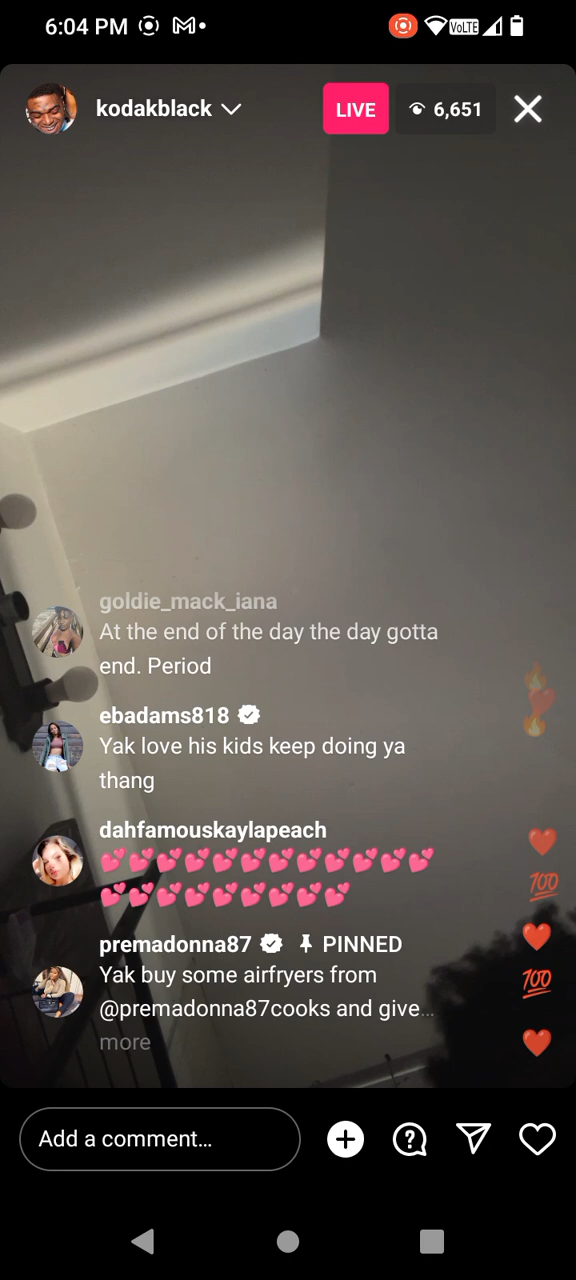 6:04 PM
VoLTE
kodakblack
LIVE
6,651
goldie_mack_iana
At the end of the day the day gotta
end. Period
ebadams818
Yak love his kids keep doing ya
thang
dahfamouskaylapeach
💕💕💕💕💕💕💕💕💕💕💕💕
💕💕💕💕💕💕💕💕💕
premadonna87 PINNED
Yak buy some airfryers from
@premadonna87cooks and give...
more
100
100
Add a comment...